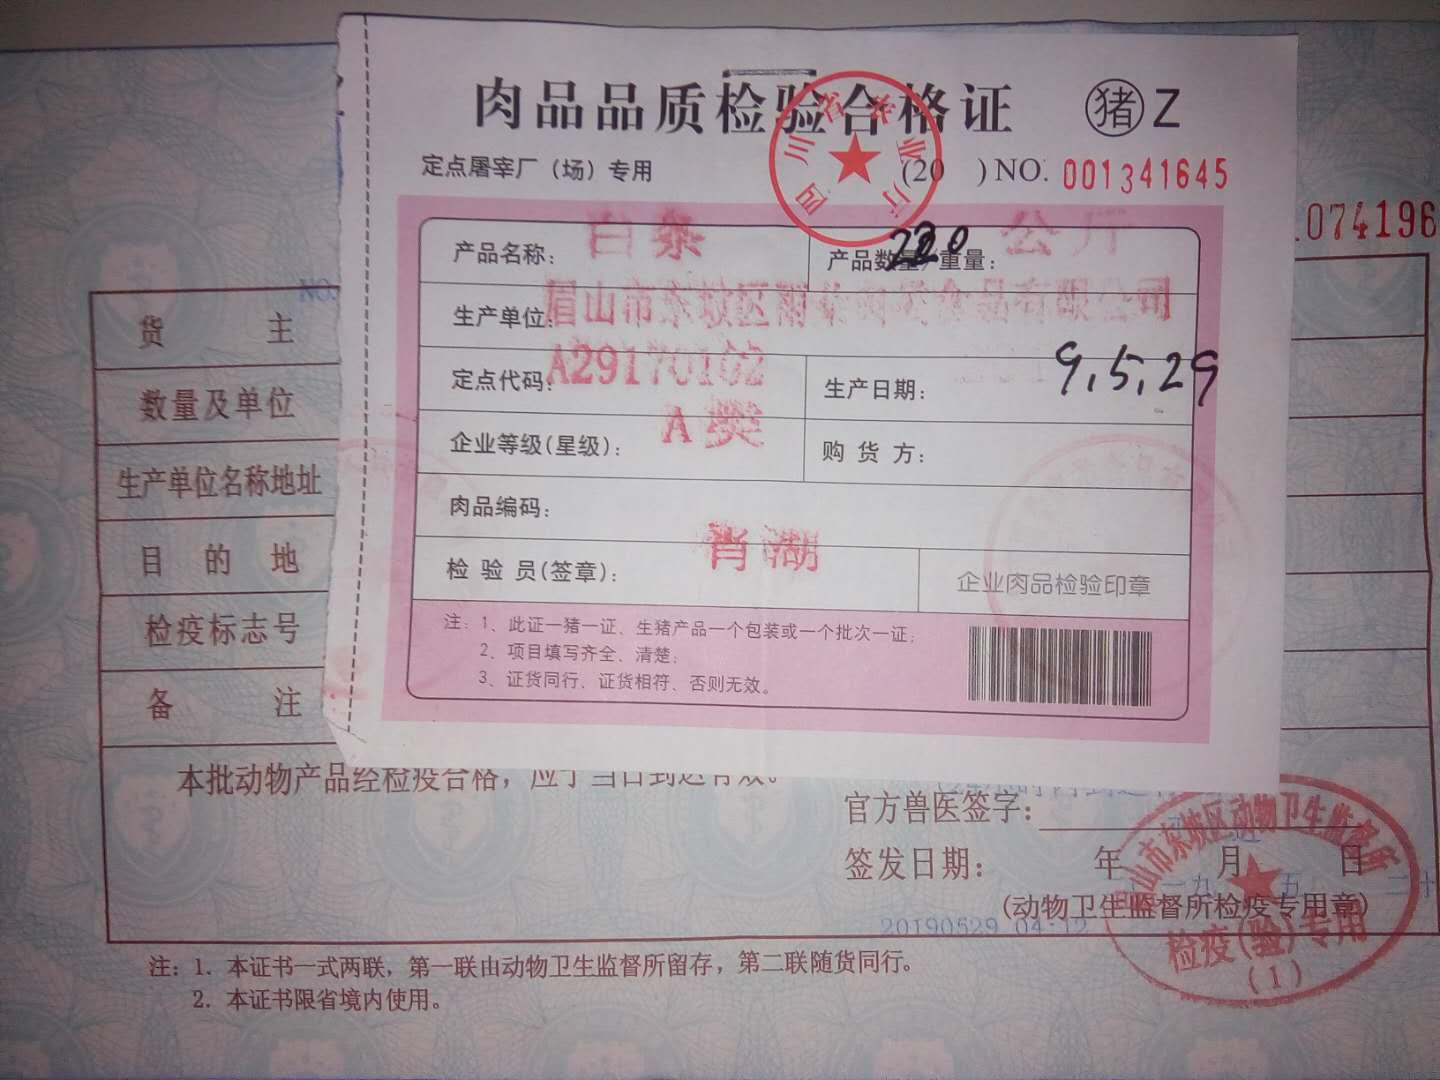 肉品品质检验合格证 猪 Z
定点屠宰厂（场）专用 (20 ) NO: 001341645
四川省 业厅
产品名称: 白条 产品数量/重量: 公斤
生产单位: 眉山市东坡区 食品有限公司
定点代码: A29170102 生产日期: 9,5,29
企业等级(星级): A类 购货方:
肉品编码:
检验员(签章): 肖湖 企业肉品检验印章
注: 1、此证一猪一证、生猪产品一个包装或一个批次一证;
2、项目填写齐全、清楚;
3、证货同行、证货相符、否则无效。
074196
NO.
货主
数量及单位
生产单位名称地址
目的地
检疫标志号
备注
本批动物产品经检疫合格，应于当日到达有效。
官方兽医签字:
签发日期: 年 月 日
一九 五 二十
(动物卫生监督所检疫专用章)
20190529 04:12
眉山市东坡区动物卫生监督所
检疫(验)专用
(1)
注: 1. 本证书一式两联，第一联由动物卫生监督所留存，第二联随货同行。
2. 本证书限省境内使用。